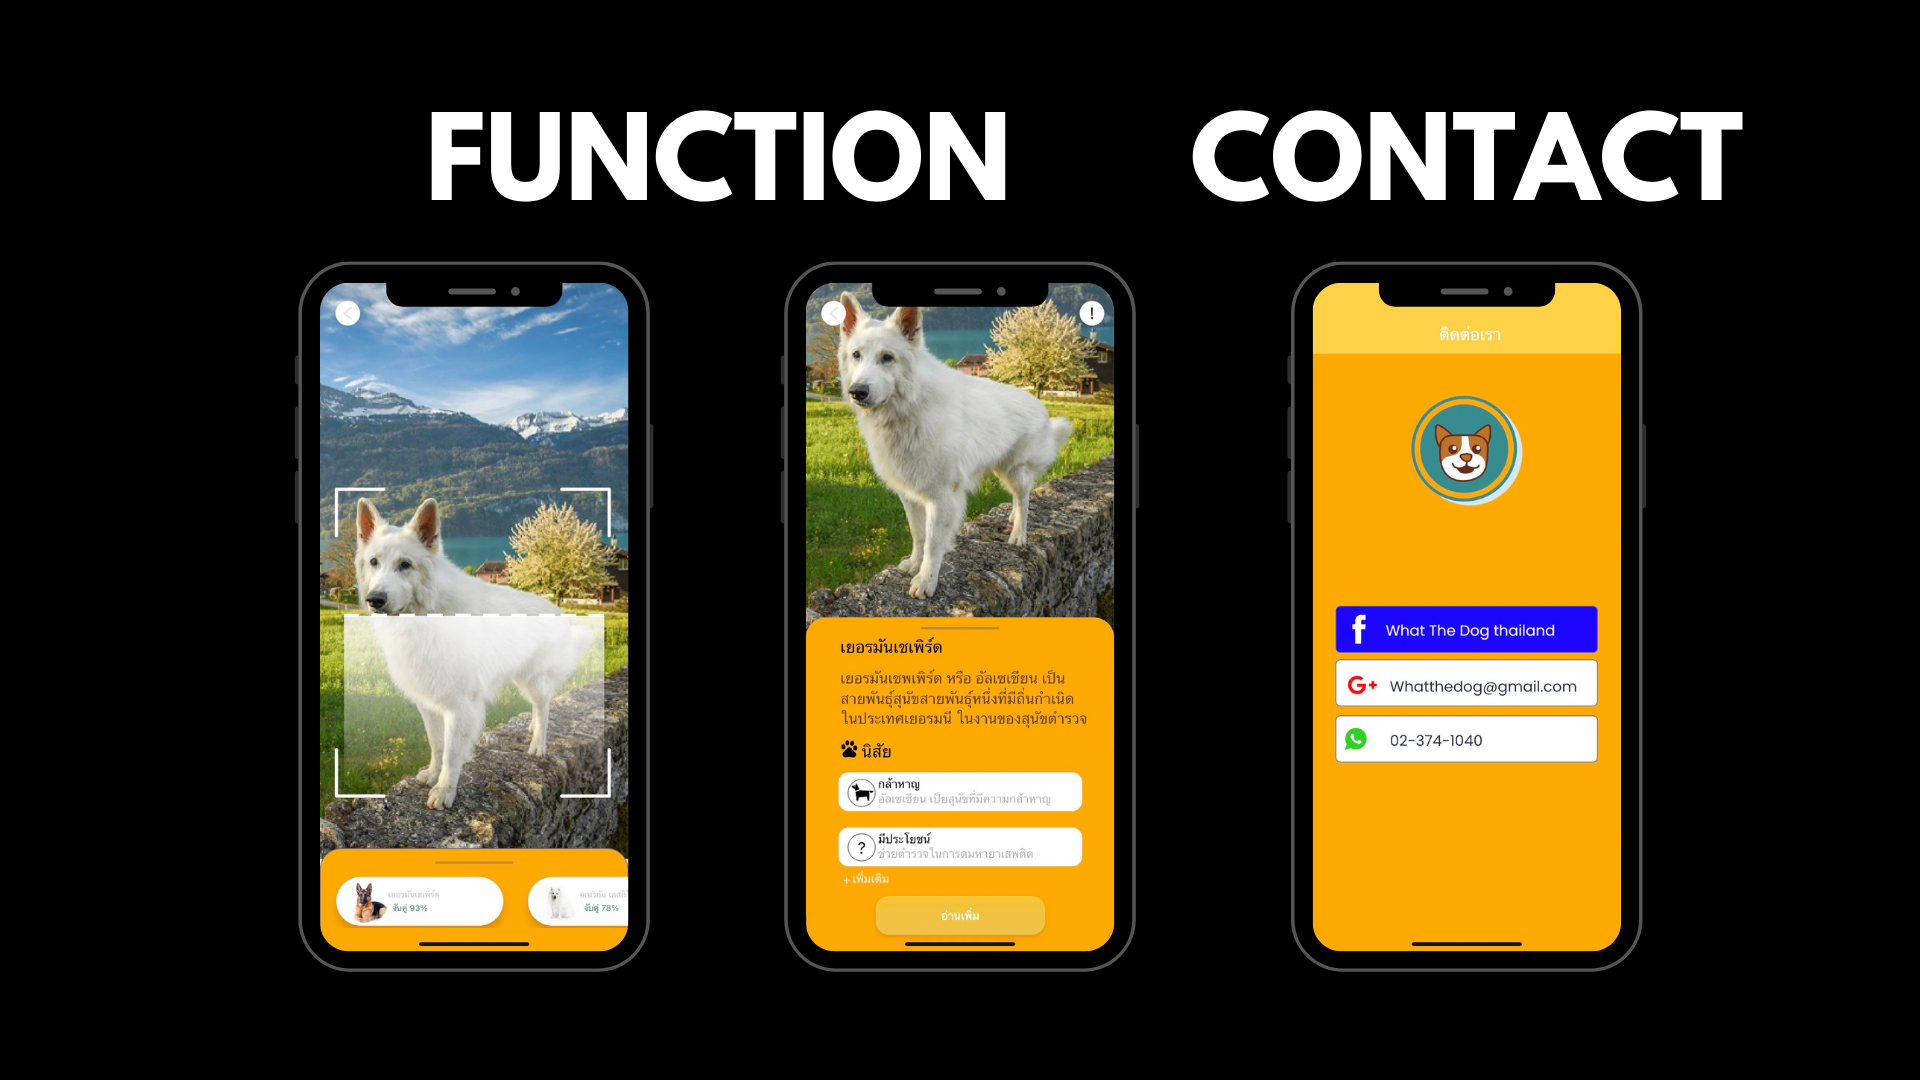 FUNCTION
CONTACT
เยอรมันเชเพิร์ด
จับคู่ 93%
จับคู่ 78%
!
เยอรมันเชเพิร์ด
เยอรมันเชพเพิร์ด หรือ อัลเซเชียน เป็น
สายพันธุ์สุนัขสายพันธุ์หนึ่งที่มีถิ่นกำเนิด
ในประเทศเยอรมนี ในงานของสุนัขตำรวจ
นิสัย
กล้าหาญ
อัลเซเชียน เป็ยสุนัขที่มีความกล้าหาญ
?
มีประโยชน์
ช่วยตำรวจในการดมหายาเสพติด
+ เพิ่มเติม
อ่านเพิ่ม
ติดต่อเรา
What The Dog thailand
G+ Whatthedog@gmail.com
02-374-1040